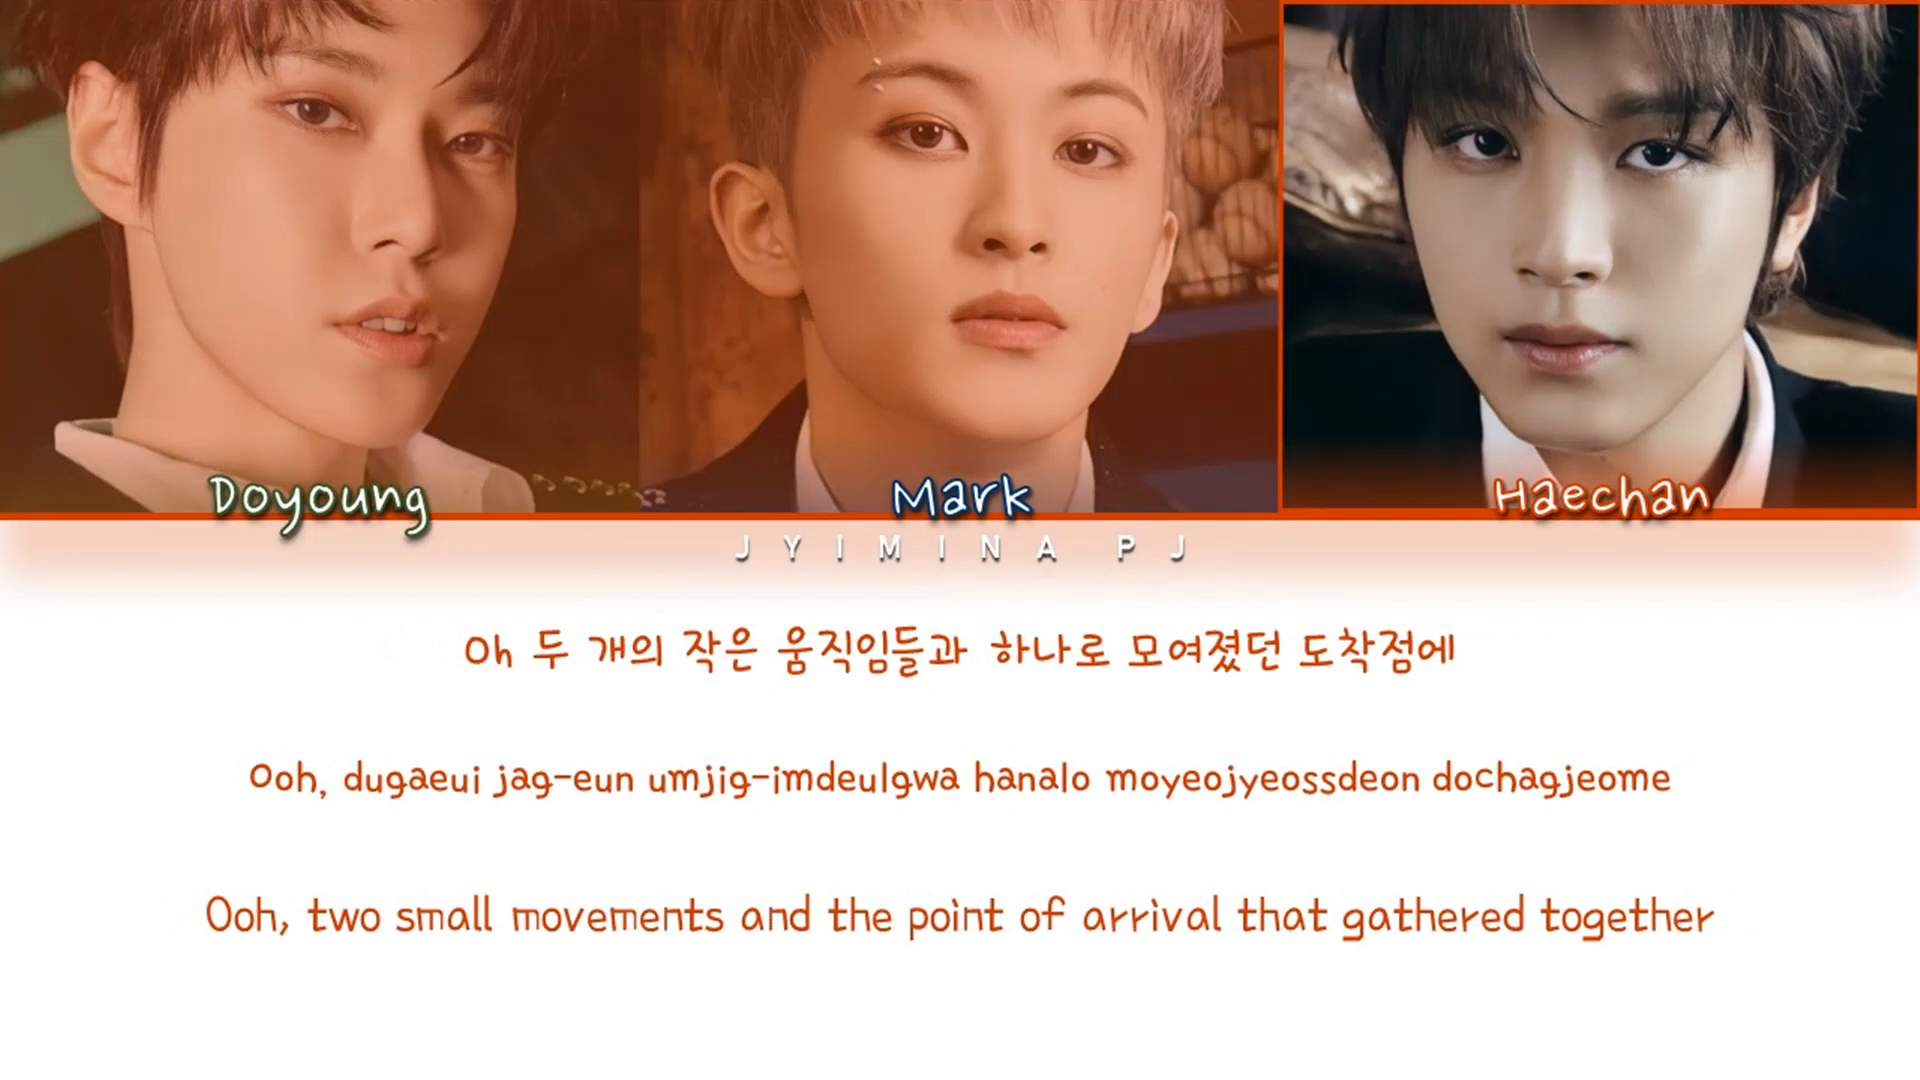 Doyoung
Mark
Haechan
JYIMINA PJ
Oh 두 개의 작은 움직임들과 하나로 모여졌던 도착점에
Ooh, dugaeui jag-eun umjig-imdeulgwa hanalo moyeojyeossdeon dochagjeome
Ooh, two small movements and the point of arrival that gathered together